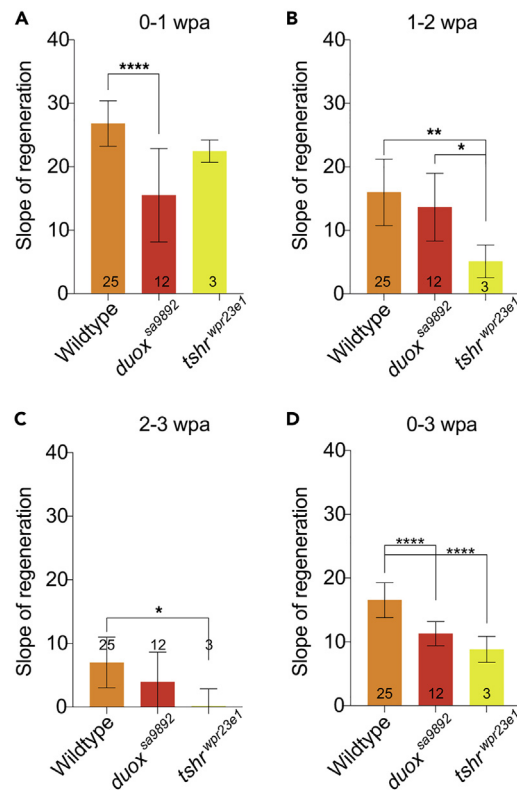 A
0-1 wpa
****
Slope of regeneration
40
30
20
10
0
25
12
3
Wildtype
duox sa9892
tshr wpr23e1
B
1-2 wpa
**
*
Slope of regeneration
40
30
20
10
0
25
12
3
Wildtype
duox sa9892
tshr wpr23e1
C
2-3 wpa
*
Slope of regeneration
40
30
20
10
0
25
12
3
Wildtype
duox sa9892
tshr wpr23e1
D
0-3 wpa
****
****
Slope of regeneration
40
30
20
10
0
25
12
3
Wildtype
duox sa9892
tshr wpr23e1